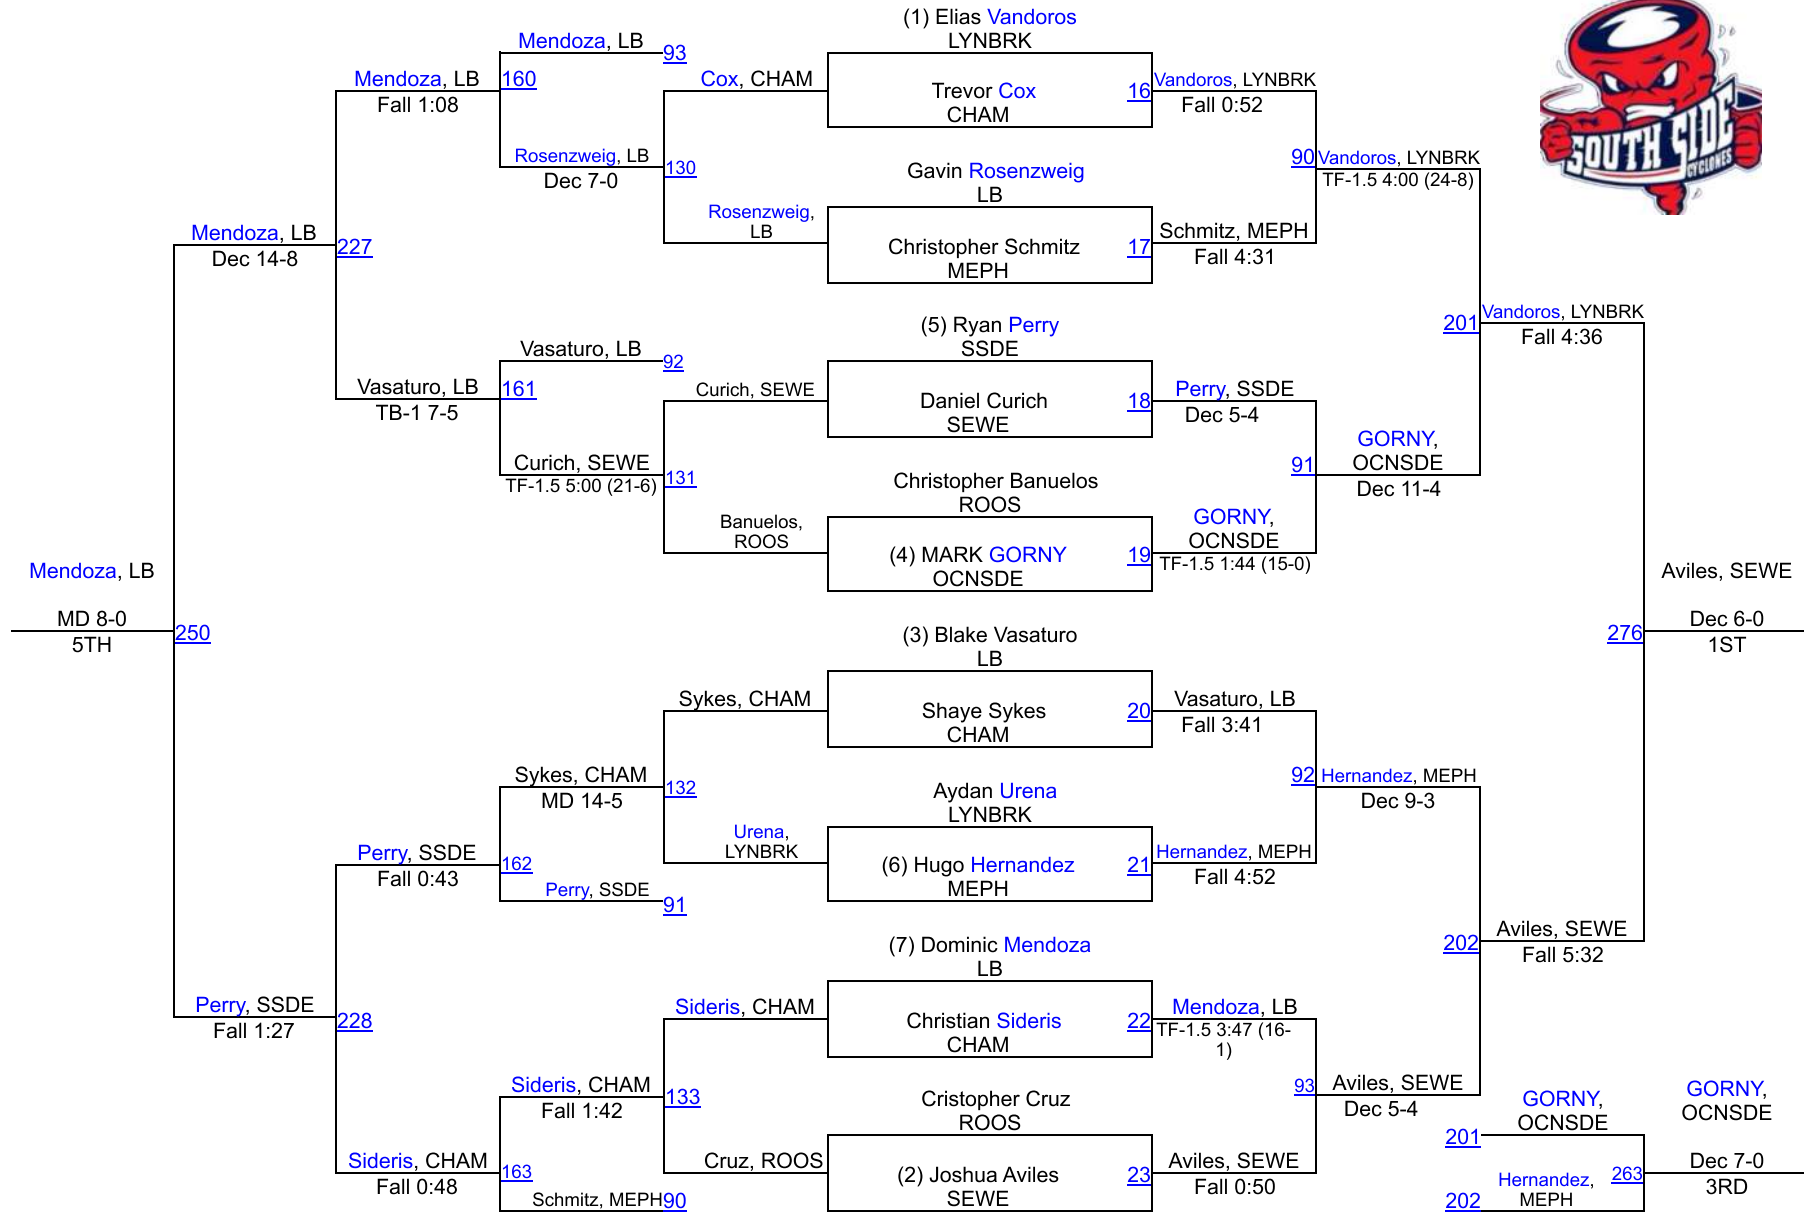 Mendoza, LB
93
Mendoza, LB
160
Fall 1:08
Rosenzweig, LB
Dec 7-0
Cox, CHAM
130
Rosenzweig,
LB
Mendoza, LB
227
Dec 14-8
Vasaturo, LB
92
Vasaturo, LB
161
TB-1 7-5
Curich, SEWE
TF-1.5 5:00 (21-6)
Curich, SEWE
131
Banuelos,
ROOS
Mendoza, LB
MD 8-0
250
5TH
Sykes, CHAM
Sykes, CHAM
132
MD 14-5
Urena,
LYNBRK
Perry, SSDE
162
Fall 0:43
Perry, SSDE
91
Perry, SSDE
228
Fall 1:27
Sideris, CHAM
Sideris, CHAM
133
Fall 1:42
Cruz, ROOS
Sideris, CHAM
163
Fall 0:48
Schmitz, MEPH
90
(1) Elias Vandoros
LYNBRK
Trevor Cox
16
CHAM
Gavin Rosenzweig
LB
Christopher Schmitz
17
MEPH
(5) Ryan Perry
SSDE
Daniel Curich
18
SEWE
Christopher Banuelos
ROOS
(4) MARK GORNY
19
OCNSDE
(3) Blake Vasaturo
LB
Shaye Sykes
20
CHAM
Aydan Urena
LYNBRK
(6) Hugo Hernandez
21
MEPH
(7) Dominic Mendoza
LB
Christian Sideris
22
CHAM
Cristopher Cruz
ROOS
(2) Joshua Aviles
23
SEWE
Vandoros, LYNBRK
Fall 0:52
90
Vandoros, LYNBRK
TF-1.5 4:00 (24-8)
Schmitz, MEPH
Fall 4:31
201
Vandoros, LYNBRK
Fall 4:36
Perry, SSDE
Dec 5-4
91
GORNY,
OCNSDE
Dec 11-4
GORNY,
OCNSDE
TF-1.5 1:44 (15-0)
Aviles, SEWE
276
Dec 6-0
1ST
Vasaturo, LB
Fall 3:41
92
Hernandez, MEPH
Dec 9-3
Hernandez, MEPH
Fall 4:52
202
Aviles, SEWE
Fall 5:32
Mendoza, LB
TF-1.5 3:47 (16-
1)
93
Aviles, SEWE
Dec 5-4
Aviles, SEWE
Fall 0:50
GORNY,
OCNSDE
201
GORNY,
OCNSDE
Hernandez,
MEPH
202
263
Dec 7-0
3RD
SOUTH SIDE
CYCLONES